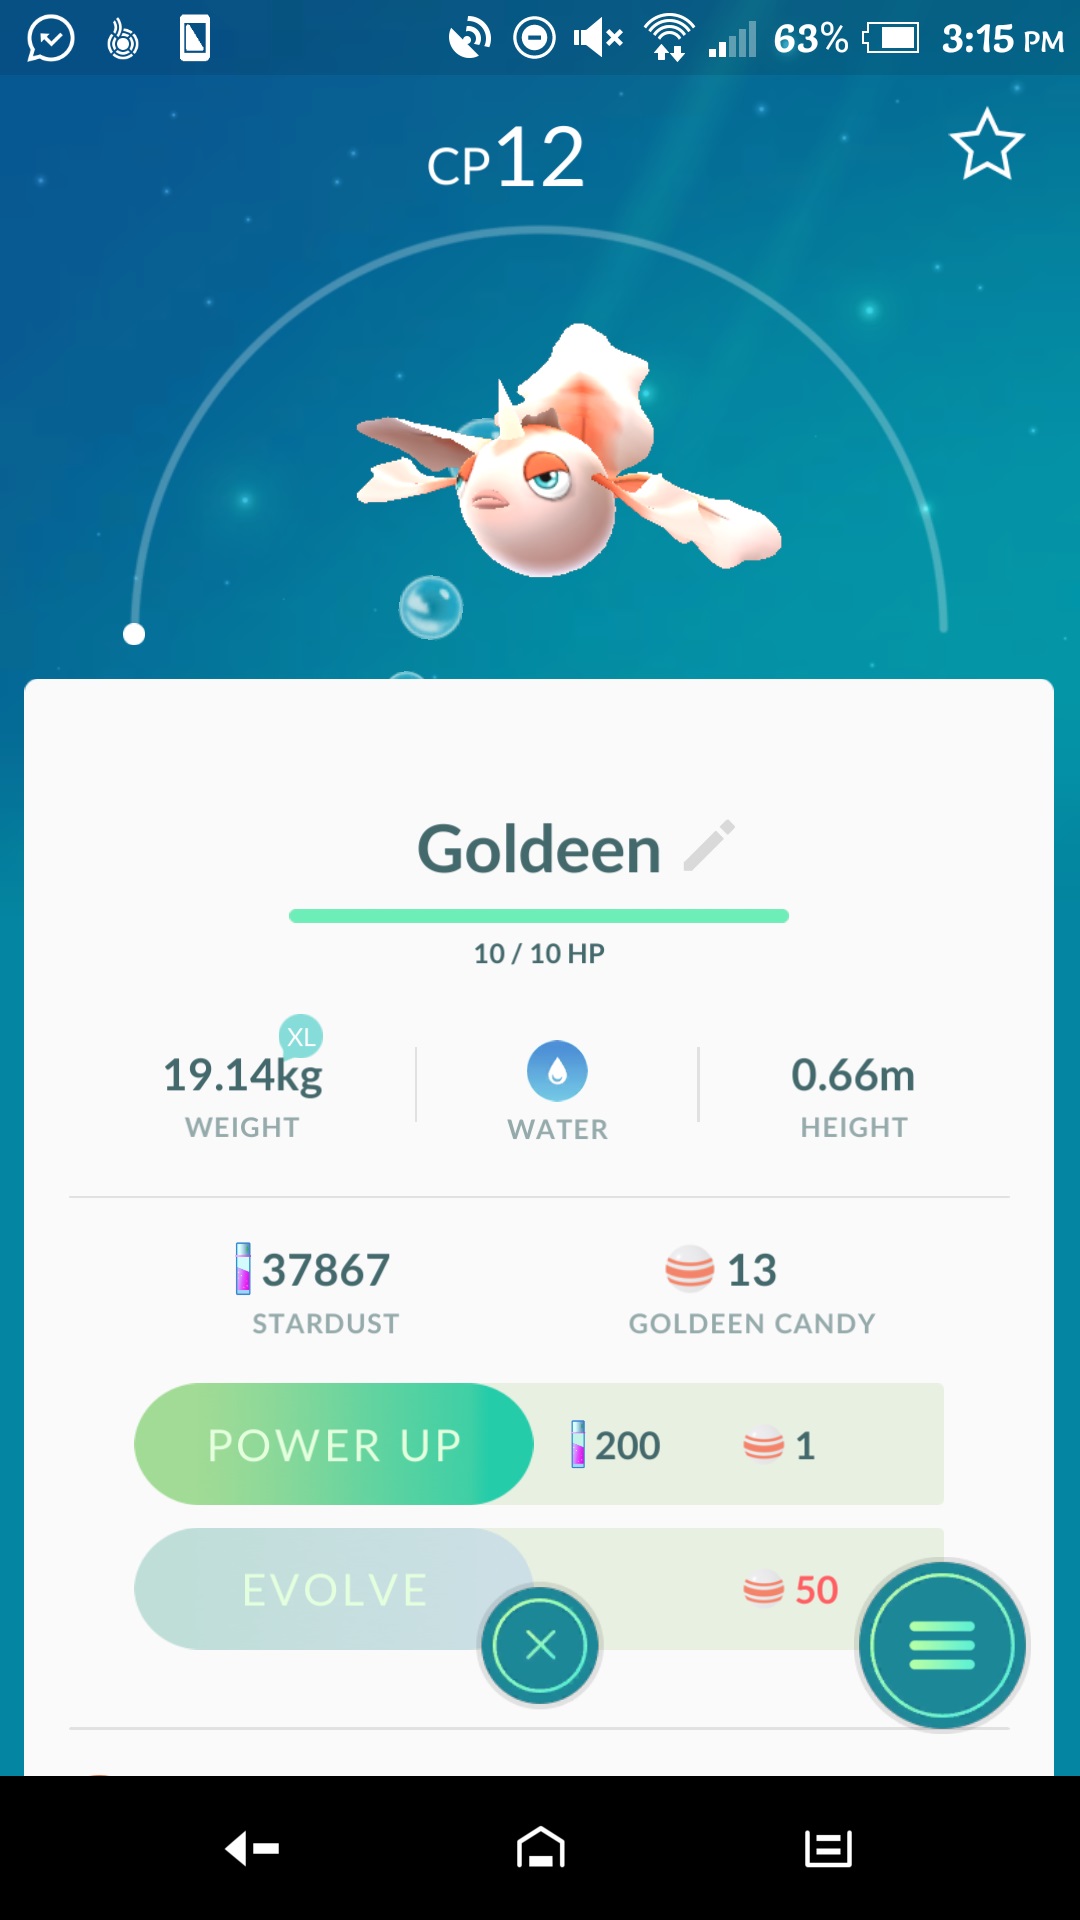 63% 3:15 PM
CP12
Goldeen
10 / 10 HP
XL
19.14kg
WEIGHT
WATER
0.66m
HEIGHT
37867
STARDUST
13
GOLDEEN CANDY
POWER UP 200 1
EVOLVE 50